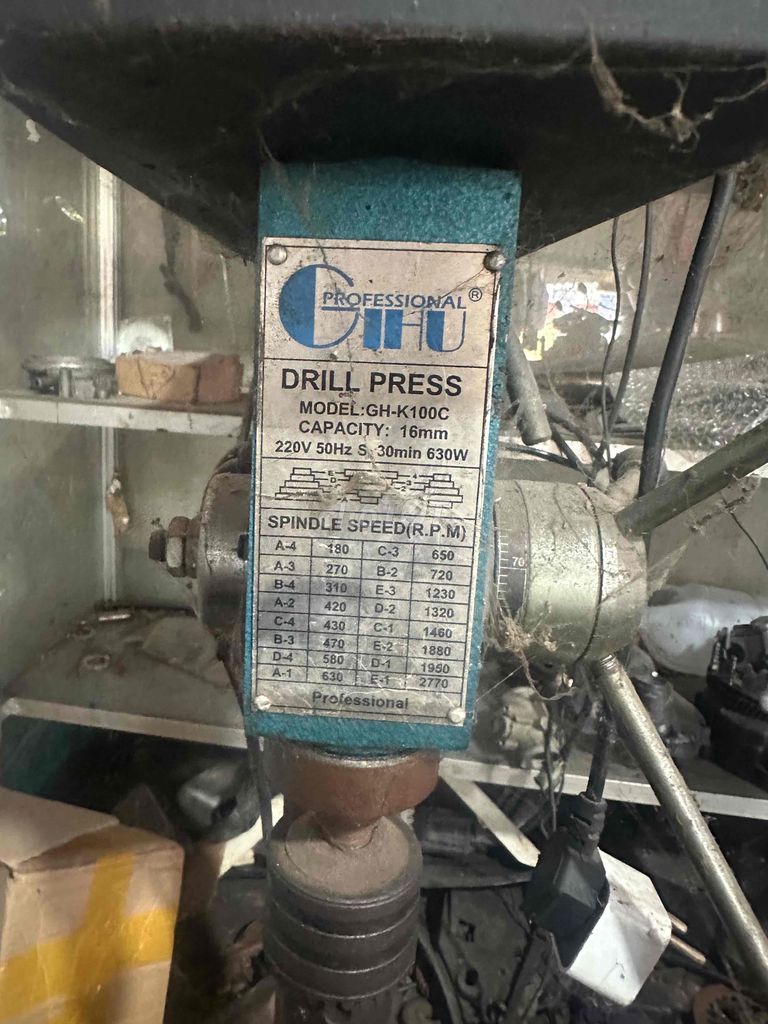 PROFESSIONAL ®
GIHU
DRILL PRESS
MODEL:GH-K100C
CAPACITY: 16mm
220V 50Hz S 30min 630W
SPINDLE SPEED(R.P.M)
A-4 180 C-3 650
A-3 270 B-2 720
B-4 310 E-3 1230
A-2 420 D-2 1320
C-4 430 C-1 1460
B-3 470 E-2 1880
D-4 580 D-1 1950
A-1 630 E-1 2770
Professional
70